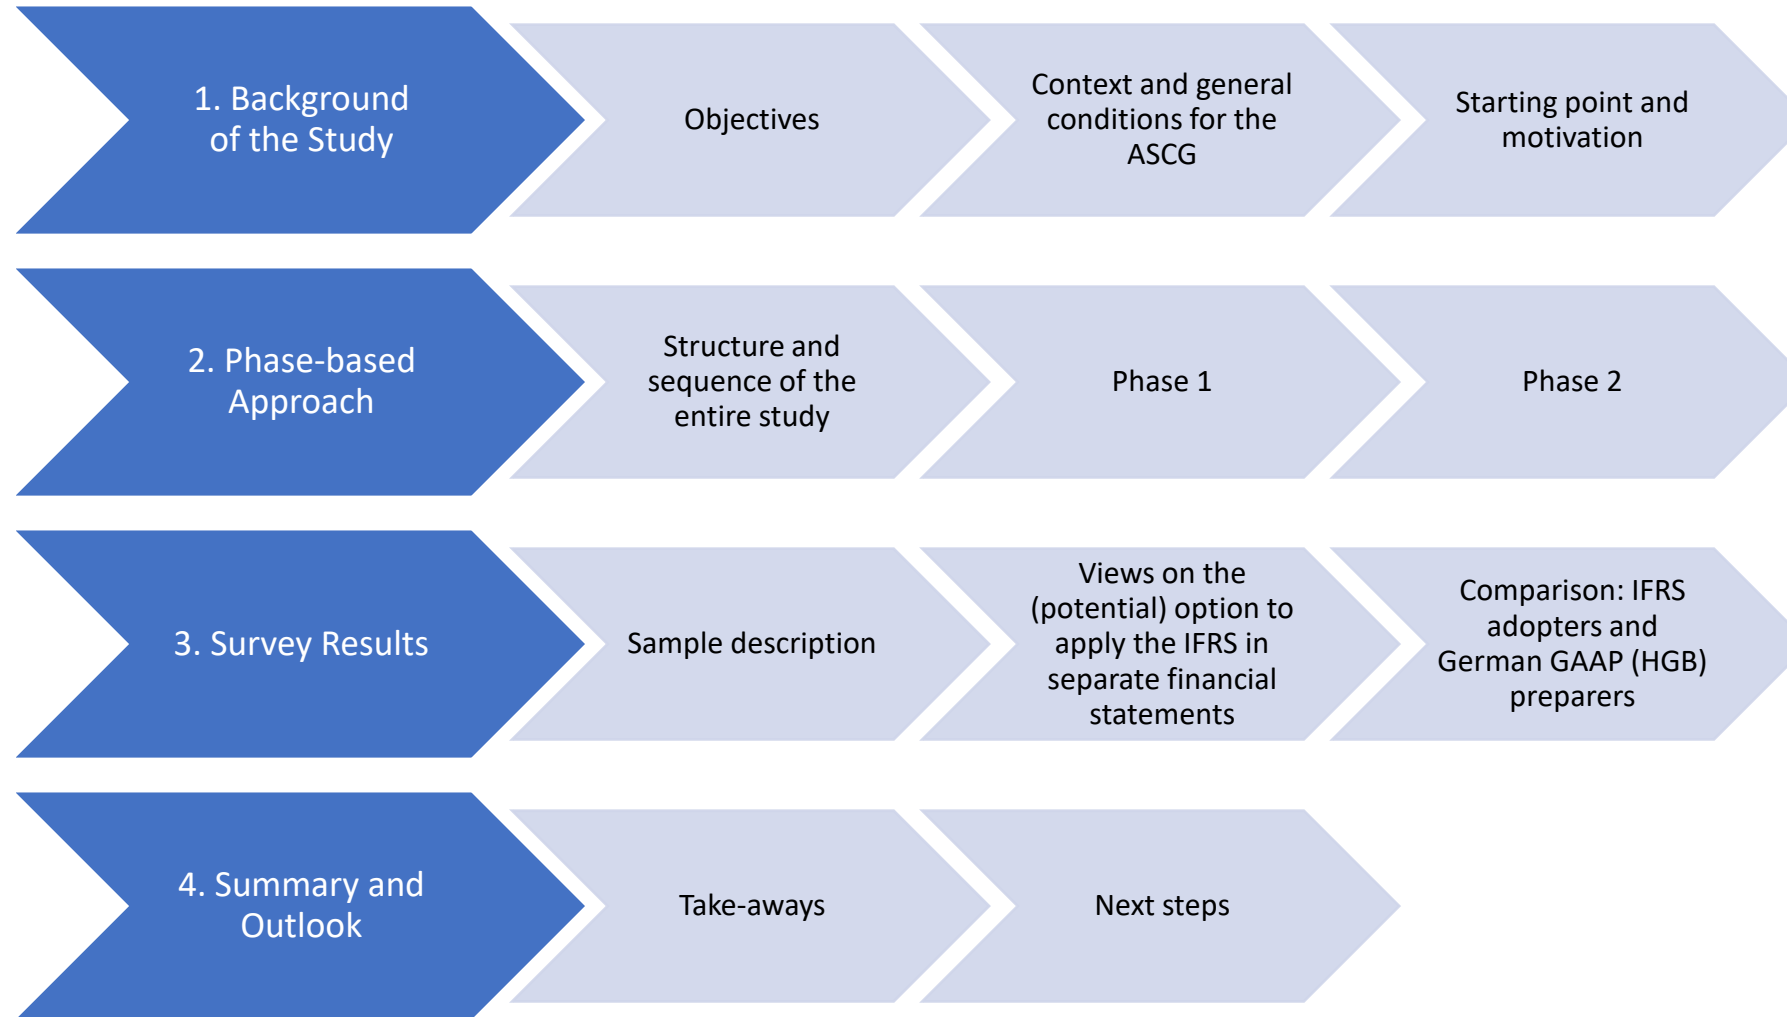 1. Background
of the Study
Objectives
Context and general
conditions for the
ASCG
Starting point and
motivation
2. Phase-based
Approach
Structure and
sequence of the
entire study
Phase 1
Phase 2
3. Survey Results
Sample description
Views on the
(potential) option to
apply the IFRS in
separate financial
statements
Comparison: IFRS
adopters and
German GAAP (HGB)
preparers
4. Summary and
Outlook
Take-aways
Next steps